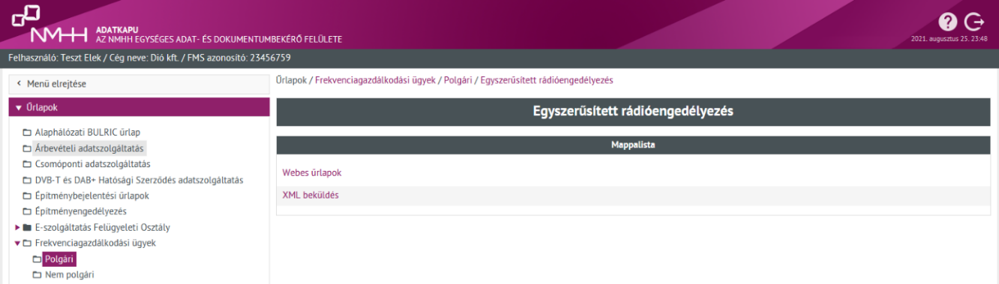 NMHH
ADATKAPU
AZ NMHH EGYSÉGES ADAT- ÉS DOKUMENTUMBEKÉRŐ FELÜLETE
?
2021. augusztus 25. 23:48
Felhasználó: Teszt Elek / Cég neve: Dió kft. / FMS azonosító: 23456759
Menü elrejtése
Űrlapok / Frekvenciagazdálkodási ügyek / Polgári / Egyszerűsített rádióengedélyezés
Űrlapok
Egyszerűsített rádióengedélyezés
Alaphálózati BULRIC űrlap
Árbevételi adatszolgáltatás
Csomóponti adatszolgáltatás
DVB-T és DAB+ Hatósági Szerződés adatszolgáltatás
Építménybejelentési űrlapok
Építményengedélyezés
E-szolgáltatás Felügyeleti Osztály
Frekvenciagazdálkodási ügyek
Polgári
Nem polgári
Mappalista
Webes űrlapok
XML beküldés